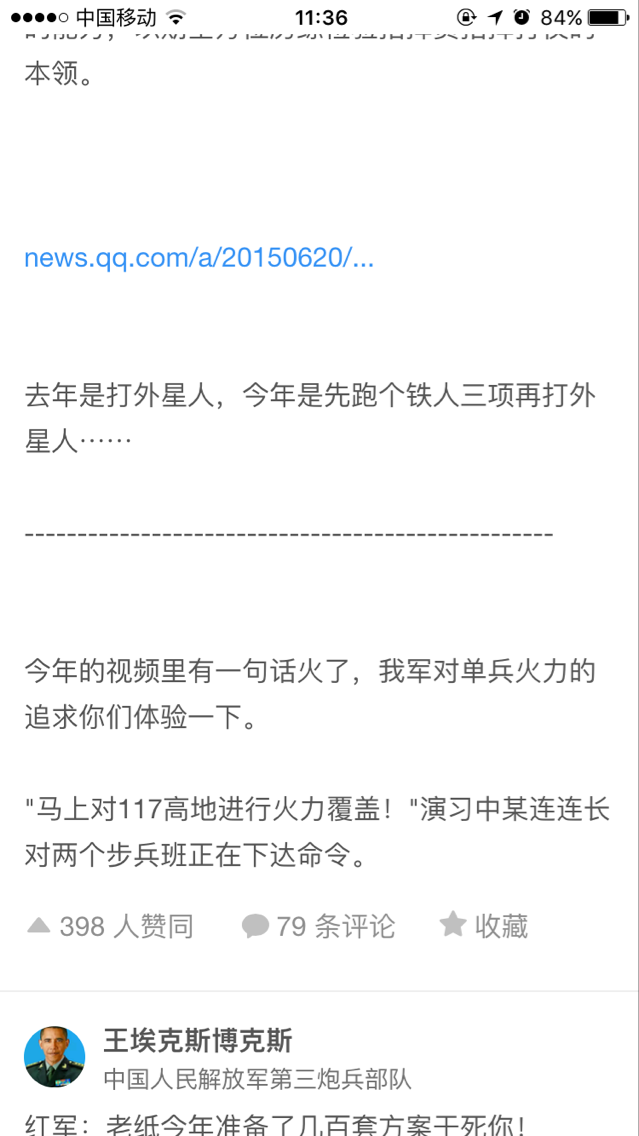 中国移动 11:36 84%
本领。
news.qq.com/a/20150620/...
去年是打外星人，今年是先跑个铁人三项再打外
星人……
--------------------------------------------------
今年的视频里有一句话火了，我军对单兵火力的
追求你们体验一下。
"马上对117高地进行火力覆盖！"演习中某连连长
对两个步兵班正在下达命令。
398 人赞同 79 条评论 收藏
王埃克斯博克斯
中国人民解放军第三炮兵部队
红军：老纸今年准备了几百套方案干死你！